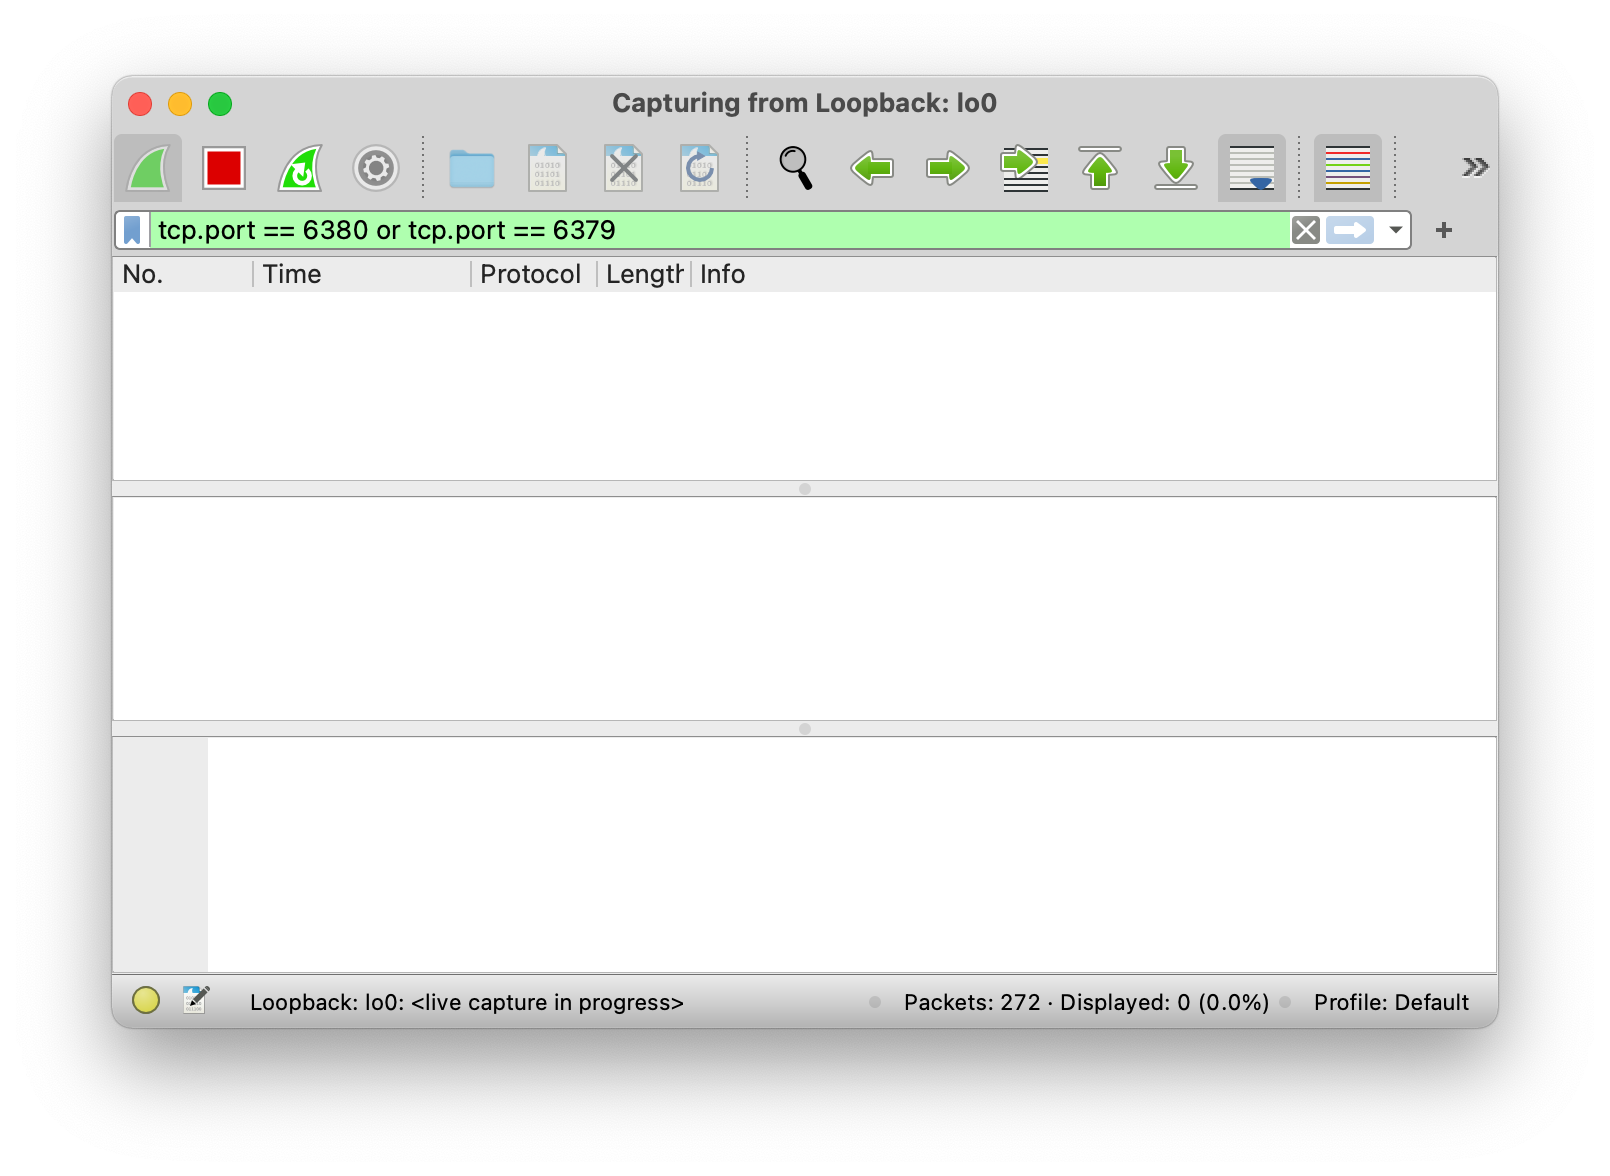 Capturing from Loopback: lo0
tcp.port == 6380 or tcp.port == 6379
No. Time Protocol Length Info
Loopback: lo0: <live capture in progress> Packets: 272 · Displayed: 0 (0.0%) Profile: Default